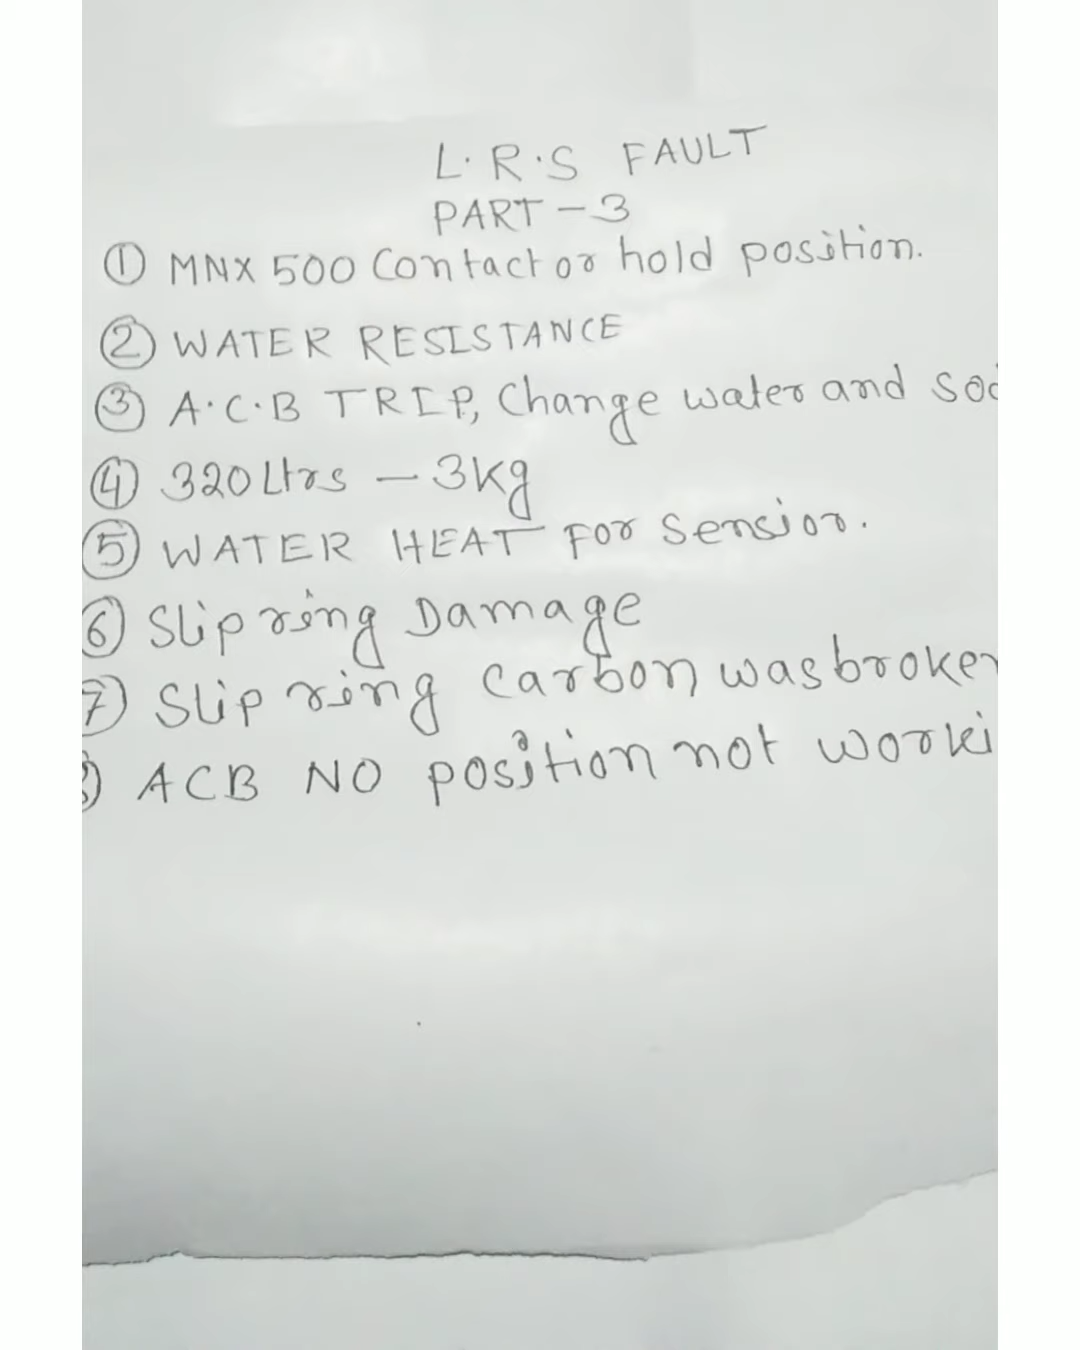 L.R.S FAULT
PART-3
① MNX 500 Contactor hold position.
② WATER RESISTANCE
③ A.C.B TRIP, Change water and
④ 320 Ltrs - 3kg
⑤ WATER HEAT FOR Sensior.
⑥ Slip ring Damage
⑦ Slip ring Carbon was broken
ACB NO position not worki